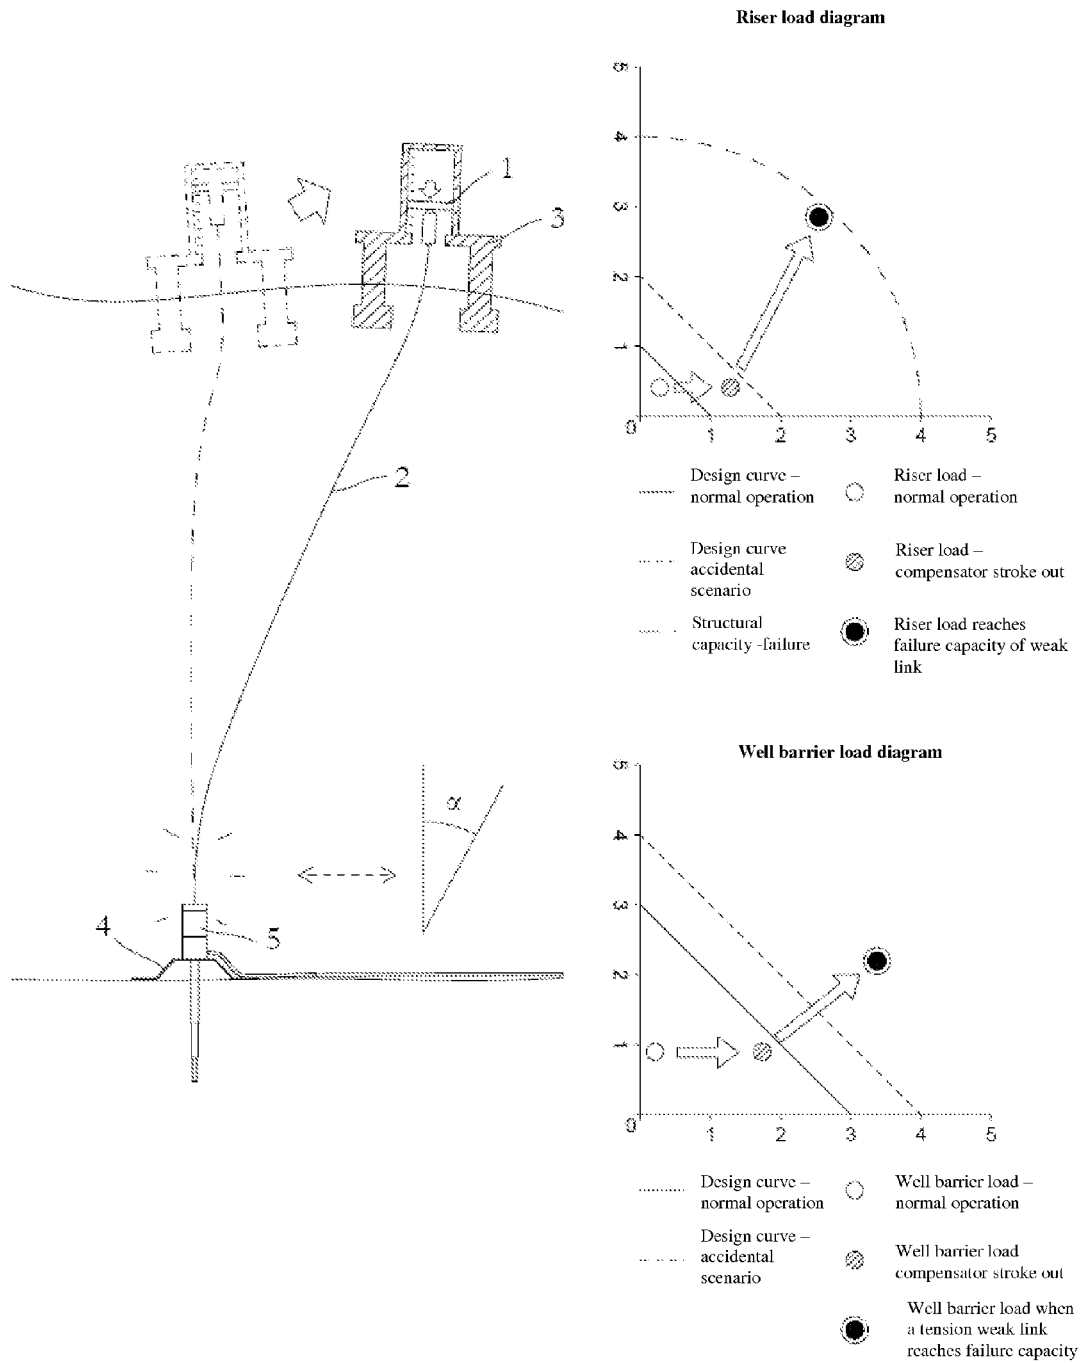 Riser load diagram
5
4
3
2
1
0
1
2
3
4
5
Design curve –
normal operation
Riser load –
normal operation
Design curve
accidental
scenario
Riser load –
compensator stroke out
Structural
capacity -failure
Riser load reaches
failure capacity of weak
link
1
3
2
α
4
5
Well barrier load diagram
5
4
3
2
1
0
1
2
3
4
5
Design curve –
normal operation
Well barrier load –
normal operation
Design curve –
accidental
scenario
Well barrier load
compensator stroke out
Well barrier load when
a tension weak link
reaches failure capacity